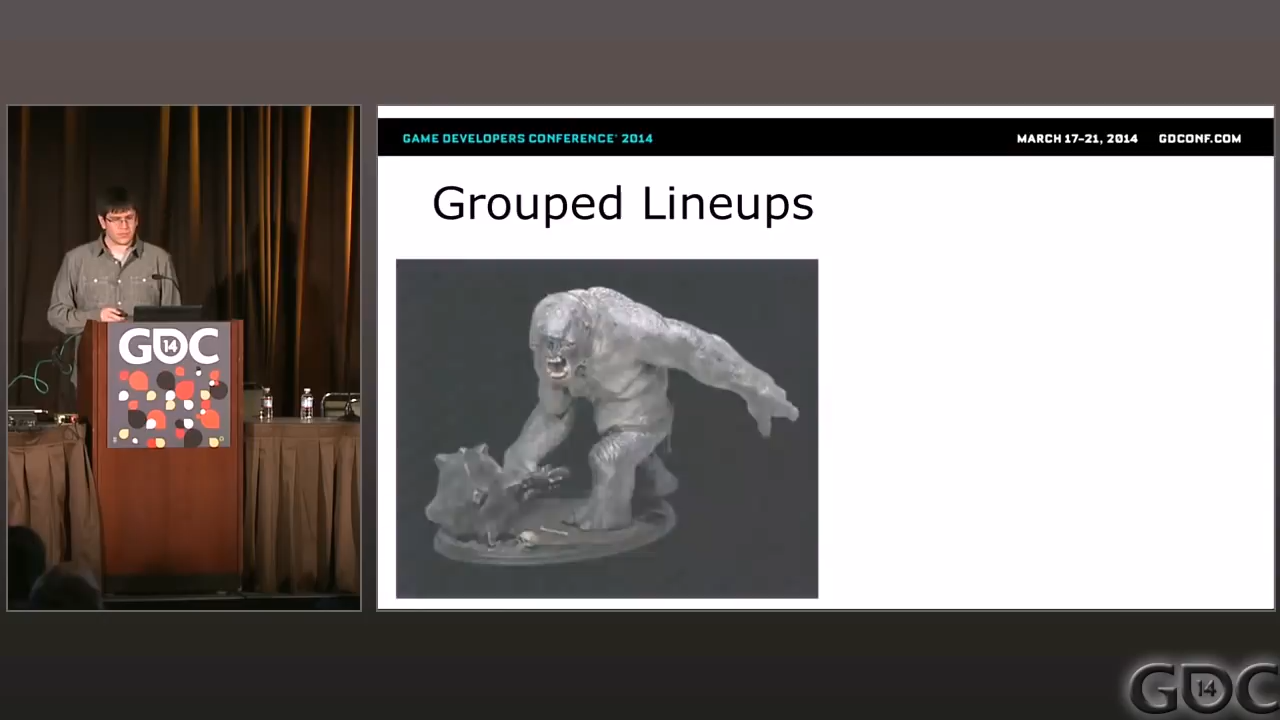 GAME DEVELOPERS CONFERENCE® 2014
MARCH 17-21, 2014 GDCONF.COM
Grouped Lineups
GDC
14
GDC
14